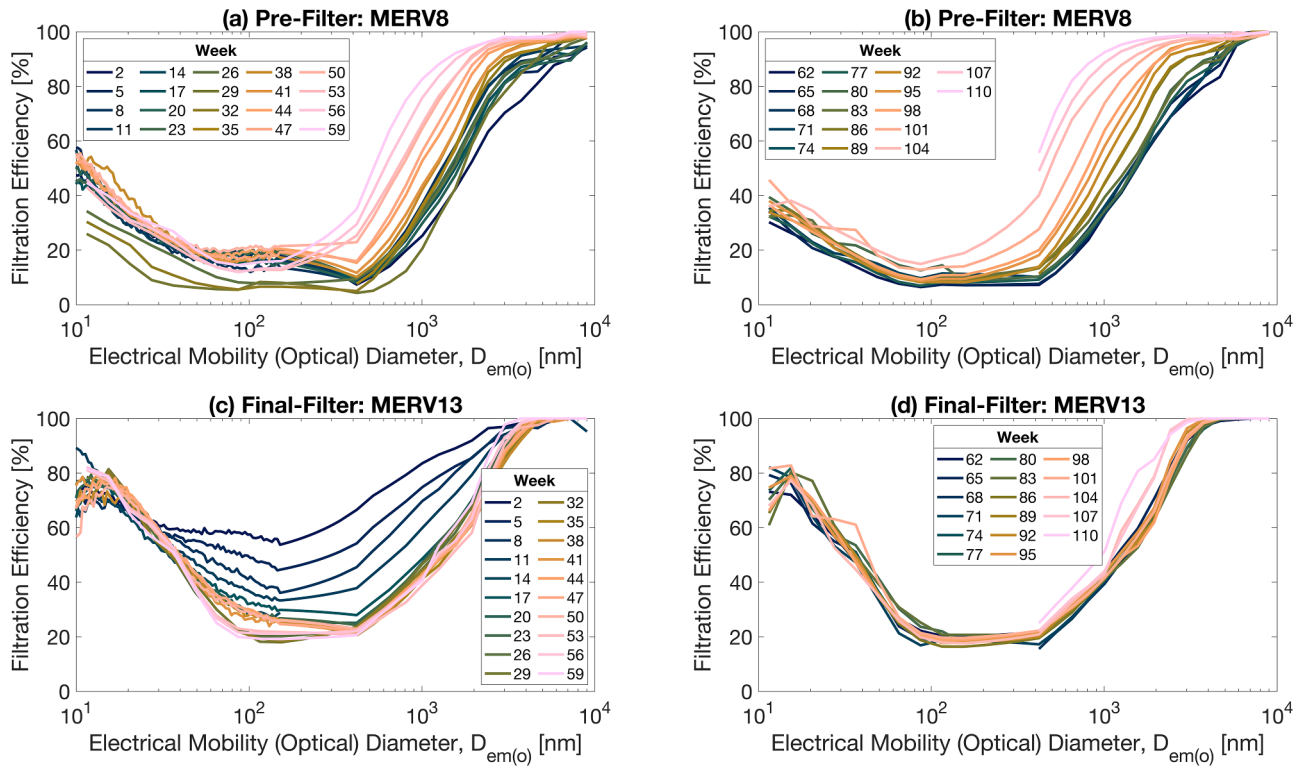 (a) Pre-Filter: MERV8
Filtration Efficiency [%]
100
80
60
40
20
0
Week
2 14 26 38 50
5 17 29 41 53
8 20 32 44 56
11 23 35 47 59
10^1 10^2 10^3 10^4
Electrical Mobility (Optical) Diameter, D_em(o) [nm]
(b) Pre-Filter: MERV8
Filtration Efficiency [%]
100
80
60
40
20
0
Week
62 77 92 107
65 80 95 110
68 83 98
71 86 101
74 89 104
10^1 10^2 10^3 10^4
Electrical Mobility (Optical) Diameter, D_em(o) [nm]
(c) Final-Filter: MERV13
Filtration Efficiency [%]
100
80
60
40
20
0
Week
2 32
5 35
8 38
11 41
14 44
17 47
20 50
23 53
26 56
29 59
10^1 10^2 10^3 10^4
Electrical Mobility (Optical) Diameter, D_em(o) [nm]
(d) Final-Filter: MERV13
Filtration Efficiency [%]
100
80
60
40
20
0
Week
62 80 98
65 83 101
68 86 104
71 89 107
74 92 110
77 95
10^1 10^2 10^3 10^4
Electrical Mobility (Optical) Diameter, D_em(o) [nm]